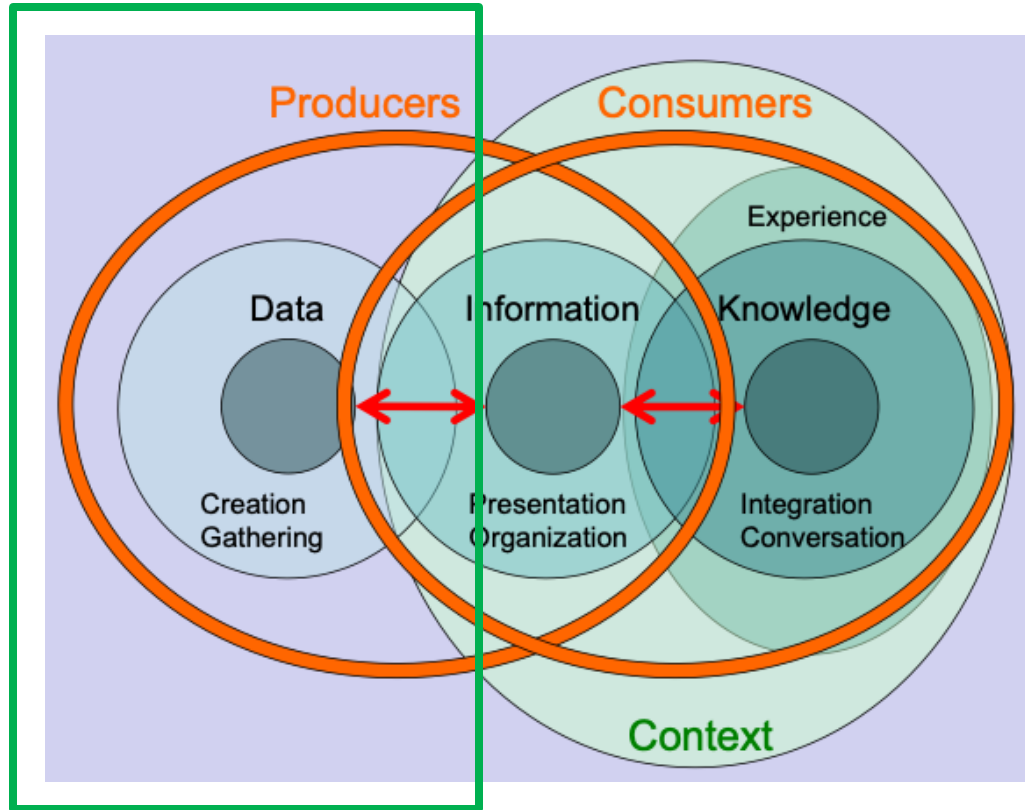 Producers
Consumers
Experience
Data
Information
Knowledge
Creation
Gathering
Presentation
Organization
Integration
Conversation
Context